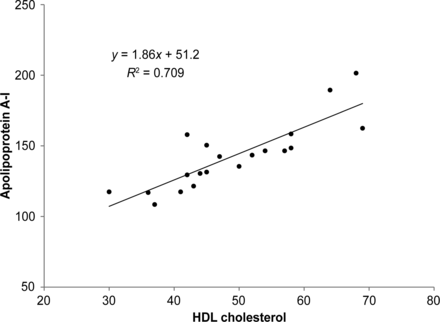 250
y = 1.86x + 51.2
R² = 0.709
200
Apolipoprotein A-I
150
100
50
20 30 40 50 60 70 80
HDL cholesterol